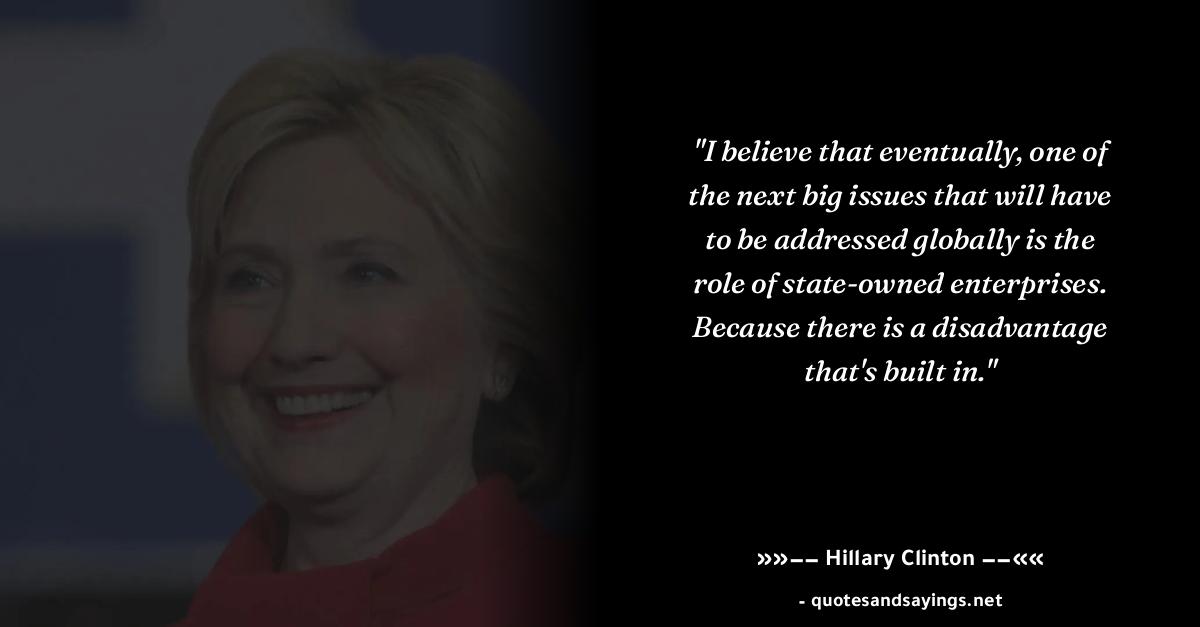 "I believe that eventually, one of
the next big issues that will have
to be addressed globally is the
role of state-owned enterprises.
Because there is a disadvantage
that's built in."
»»–– Hillary Clinton ––««
- quotesandsayings.net